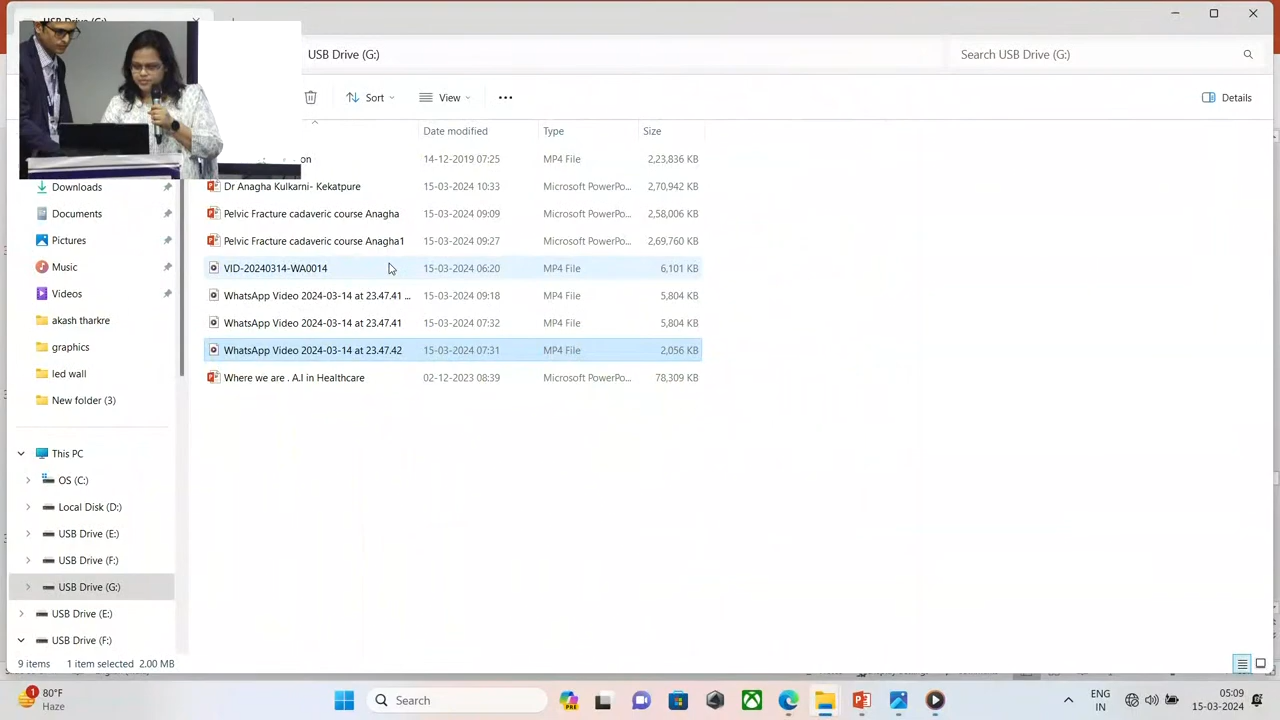 USB Drive (G:)
USB Drive (G:)
Search USB Drive (G:)
Sort
View
Details
Date modified
Type
Size
14-12-2019 07:25
MP4 File
2,23,836 KB
Downloads
Dr Anagha Kulkarni- Kekatpure
15-03-2024 10:33
Microsoft PowerPo...
2,70,942 KB
Documents
Pelvic Fracture cadaveric course Anagha
15-03-2024 09:09
Microsoft PowerPo...
2,58,006 KB
Pictures
Pelvic Fracture cadaveric course Anagha1
15-03-2024 09:27
Microsoft PowerPo...
2,69,760 KB
Music
VID-20240314-WA0014
15-03-2024 06:20
MP4 File
6,101 KB
Videos
WhatsApp Video 2024-03-14 at 23.47.41 ...
15-03-2024 09:18
MP4 File
5,804 KB
akash tharkre
WhatsApp Video 2024-03-14 at 23.47.41
15-03-2024 07:32
MP4 File
5,804 KB
graphics
WhatsApp Video 2024-03-14 at 23.47.42
15-03-2024 07:31
MP4 File
2,056 KB
led wall
Where we are . A.I in Healthcare
02-12-2023 08:39
Microsoft PowerPo...
78,309 KB
New folder (3)
This PC
OS (C:)
Local Disk (D:)
USB Drive (E:)
USB Drive (F:)
USB Drive (G:)
USB Drive (E:)
USB Drive (F:)
9 items
1 item selected 2.00 MB
1
80°F
Haze
Search
PRE
ENG
IN
05:09
15-03-2024